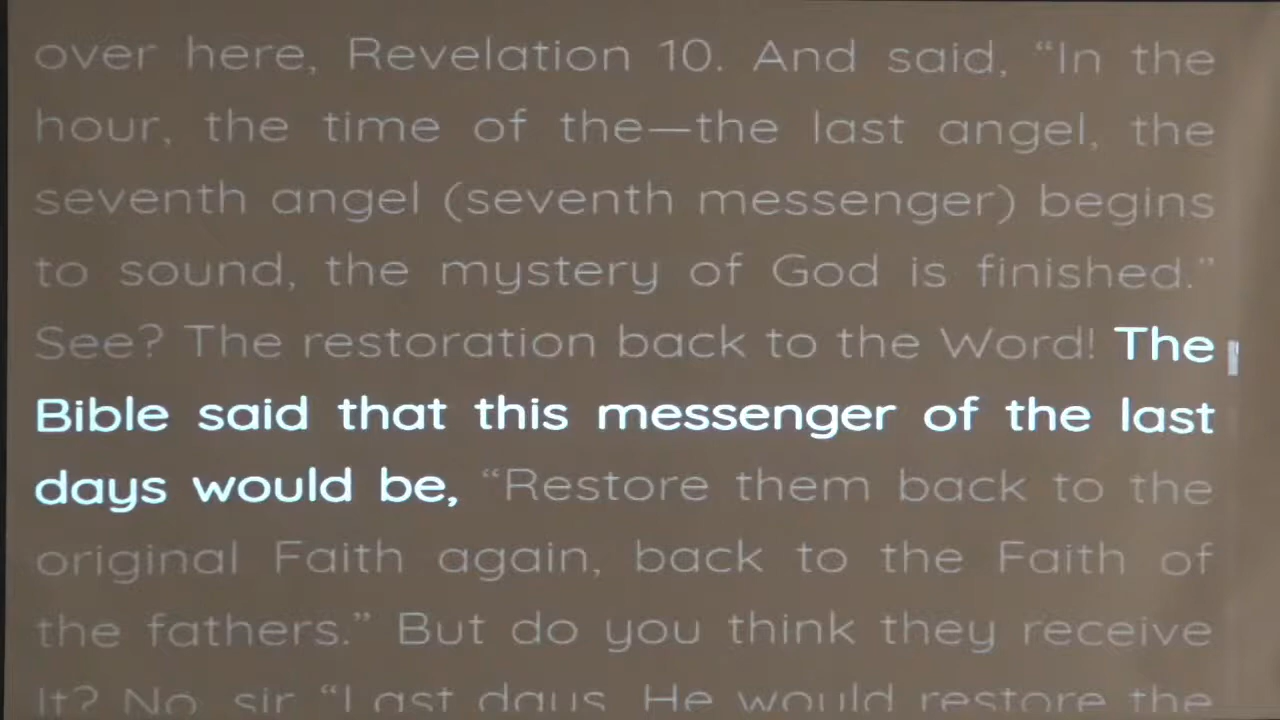 over here, Revelation 10. And said, “In the
hour, the time of the—the last angel, the
seventh angel (seventh messenger) begins
to sound, the mystery of God is finished.”
See? The restoration back to the Word! The
Bible said that this messenger of the last
days would be, “Restore them back to the
original Faith again, back to the Faith of
the fathers.” But do you think they receive
It? No, sir “Last days, He would restore the